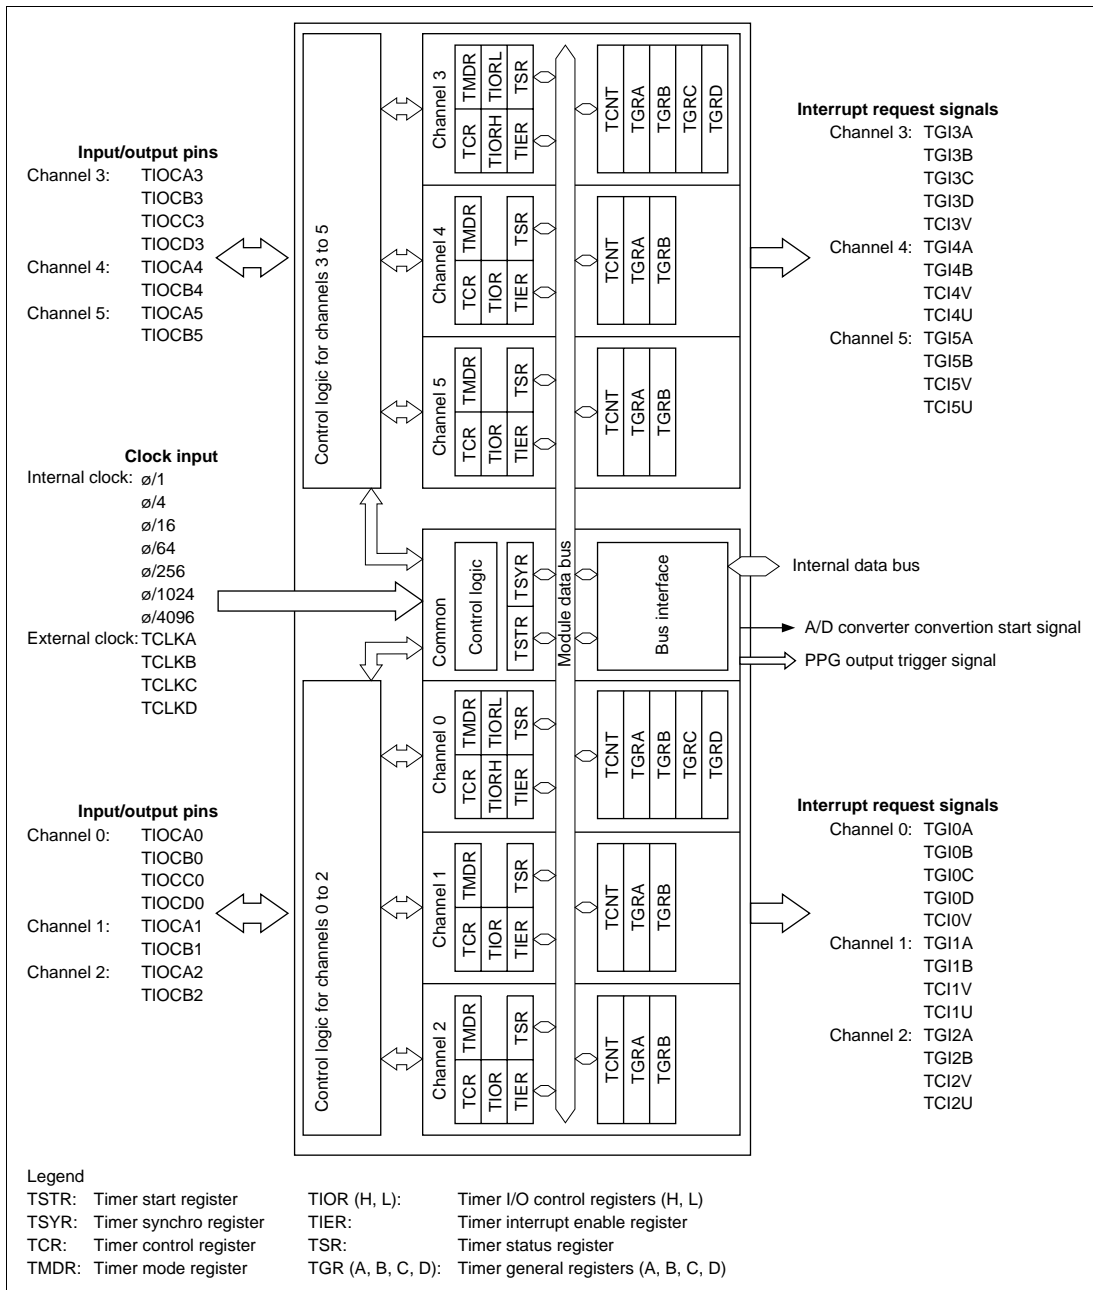 Input/output pins
Channel 3: TIOCA3
TIOCB3
TIOCC3
TIOCD3
Channel 4: TIOCA4
TIOCB4
Channel 5: TIOCA5
TIOCB5
Clock input
Internal clock: ø/1
ø/4
ø/16
ø/64
ø/256
ø/1024
ø/4096
External clock: TCLKA
TCLKB
TCLKC
TCLKD
Input/output pins
Channel 0: TIOCA0
TIOCB0
TIOCC0
TIOCD0
Channel 1: TIOCA1
TIOCB1
Channel 2: TIOCA2
TIOCB2
Control logic for channels 3 to 5
Control logic for channels 0 to 2
Channel 3
TCR TMDR
TIORH TIORL
TIER TSR
TCNT
TGRA
TGRB
TGRC
TGRD
Channel 4
TCR TMDR
TIOR
TIER TSR
TCNT
TGRA
TGRB
Channel 5
TCR TMDR
TIOR
TIER TSR
TCNT
TGRA
TGRB
Common
Control logic
TSTR TSYR
Module data bus
Bus interface
Channel 0
TCR TMDR
TIORH TIORL
TIER TSR
TCNT
TGRA
TGRB
TGRC
TGRD
Channel 1
TCR TMDR
TIOR
TIER TSR
TCNT
TGRA
TGRB
Channel 2
TCR TMDR
TIOR
TIER TSR
TCNT
TGRA
TGRB
Interrupt request signals
Channel 3: TGI3A
TGI3B
TGI3C
TGI3D
TCI3V
Channel 4: TGI4A
TGI4B
TCI4V
TCI4U
Channel 5: TGI5A
TGI5B
TCI5V
TCI5U
Internal data bus
A/D converter convertion start signal
PPG output trigger signal
Interrupt request signals
Channel 0: TGI0A
TGI0B
TGI0C
TGI0D
TCI0V
Channel 1: TGI1A
TGI1B
TCI1V
TCI1U
Channel 2: TGI2A
TGI2B
TCI2V
TCI2U
Legend
TSTR: Timer start register TIOR (H, L): Timer I/O control registers (H, L)
TSYR: Timer synchro register TIER: Timer interrupt enable register
TCR: Timer control register TSR: Timer status register
TMDR: Timer mode register TGR (A, B, C, D): Timer general registers (A, B, C, D)